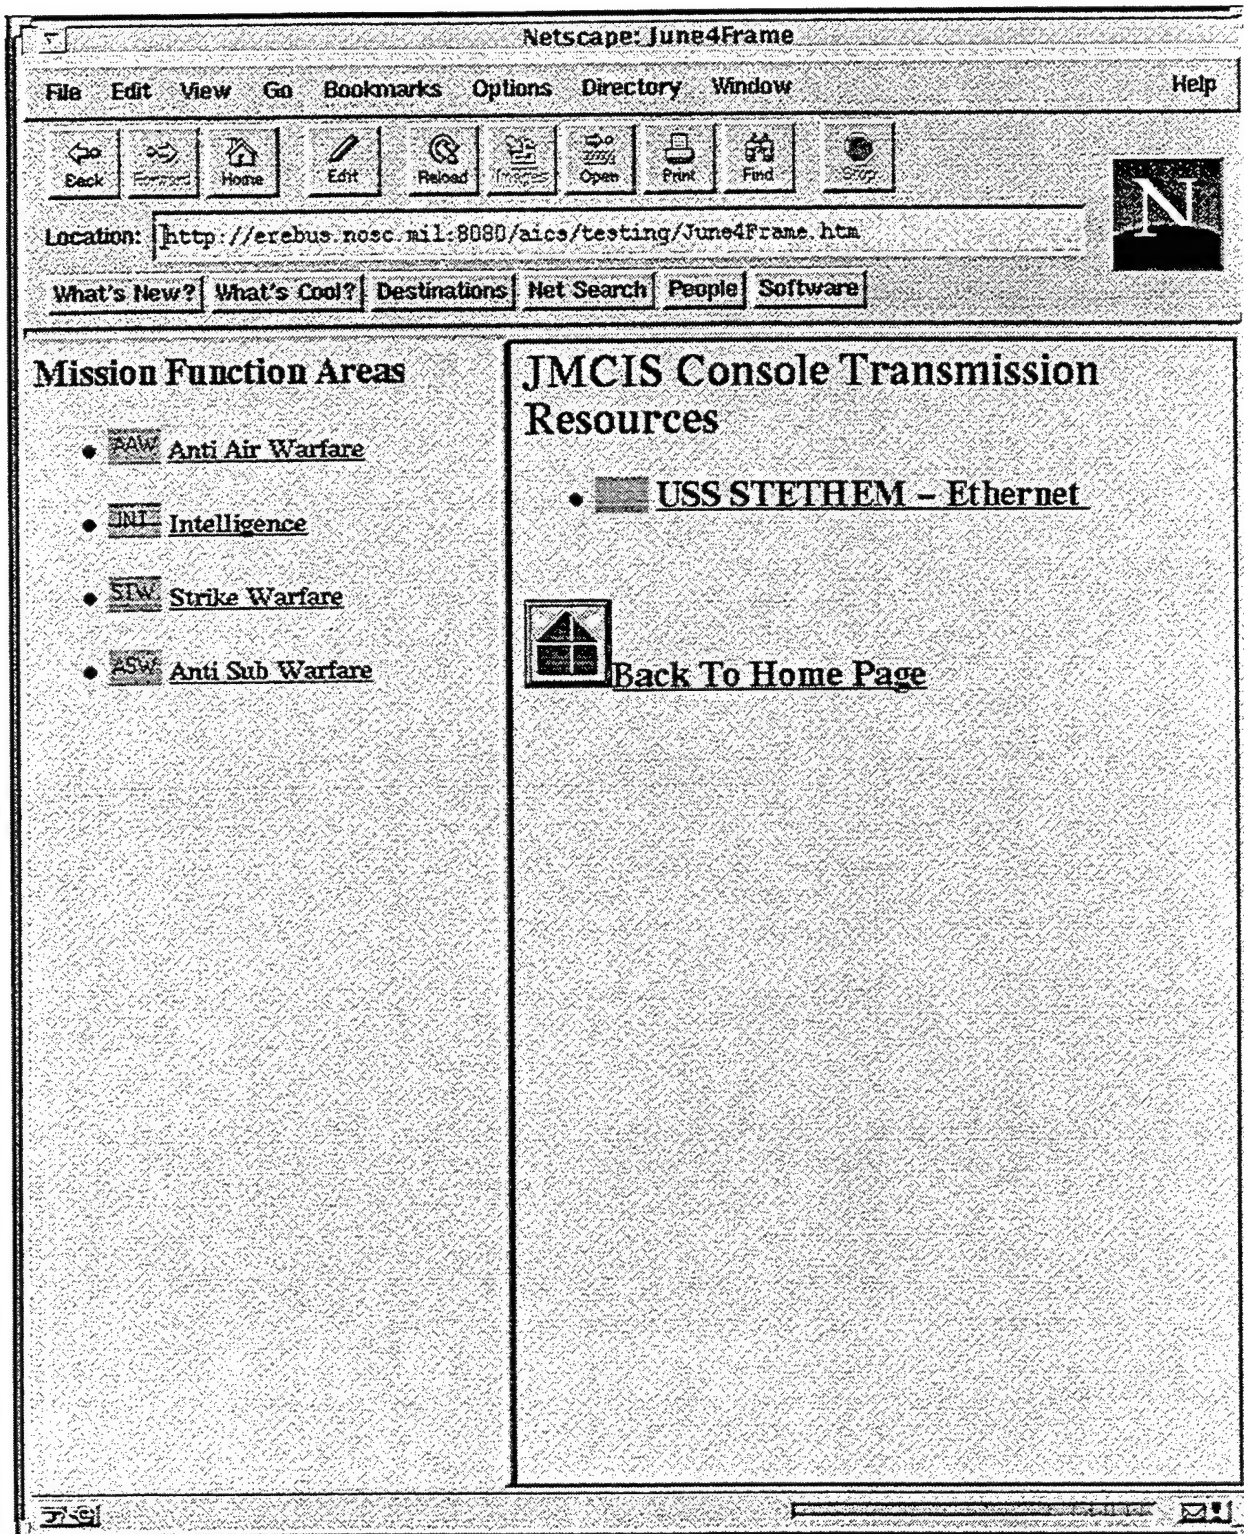 Netscape: June4Frame
File Edit View Go Bookmarks Options Directory Window Help
Back Forward Home Edit Reload Images Open Print Find Stop
N
Location: http://erebus.nosc.mil:8080/aics/testing/June4Frame.htm
What's New? What's Cool? Destinations Net Search People Software
Mission Function Areas
AAW Anti Air Warfare
INT Intelligence
STW Strike Warfare
ASW Anti Sub Warfare
JMCIS Console Transmission
Resources
USS STETHEM – Ethernet
Back To Home Page